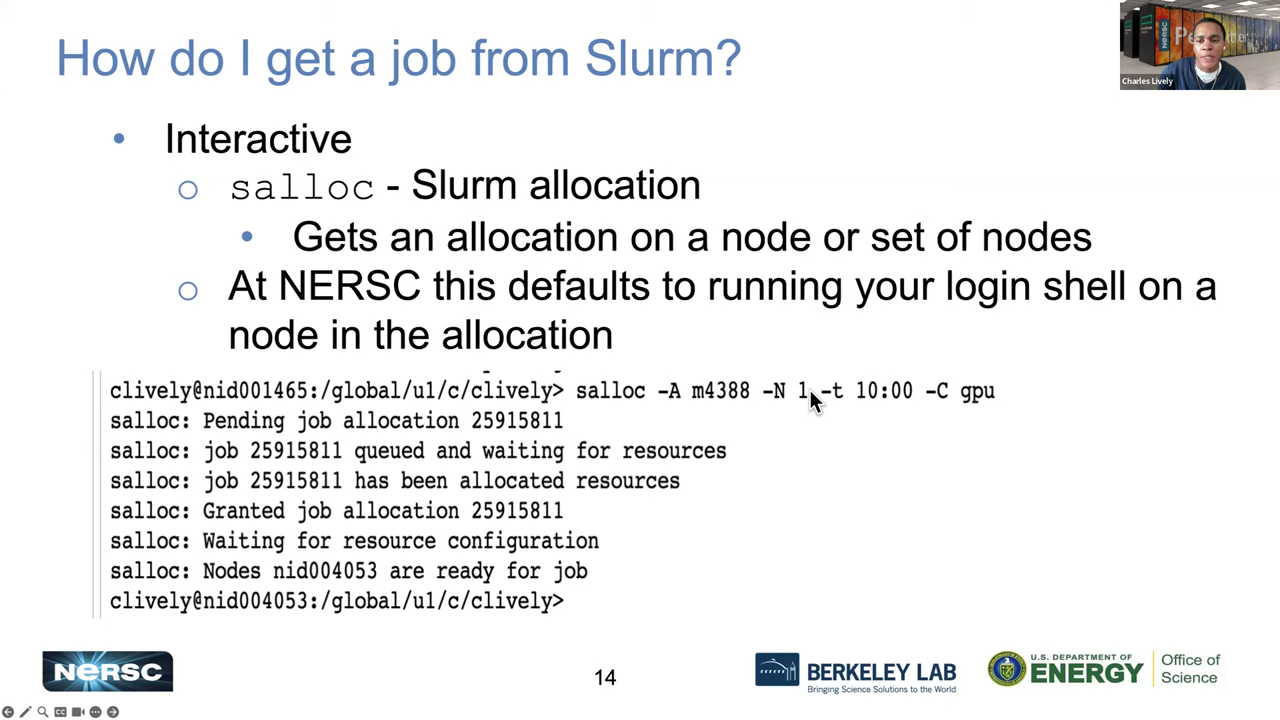 How do I get a job from Slurm?
Charles Lively
• Interactive
○ salloc - Slurm allocation
• Gets an allocation on a node or set of nodes
○ At NERSC this defaults to running your login shell on a
node in the allocation
clively@nid001465:/global/u1/c/clively> salloc -A m4388 -N 1 -t 10:00 -C gpu
salloc: Pending job allocation 25915811
salloc: job 25915811 queued and waiting for resources
salloc: job 25915811 has been allocated resources
salloc: Granted job allocation 25915811
salloc: Waiting for resource configuration
salloc: Nodes nid004053 are ready for job
clively@nid004053:/global/u1/c/clively>
NERSC
14
BERKELEY LAB
Bringing Science Solutions to the World
U.S. DEPARTMENT OF
ENERGY
Office of
Science